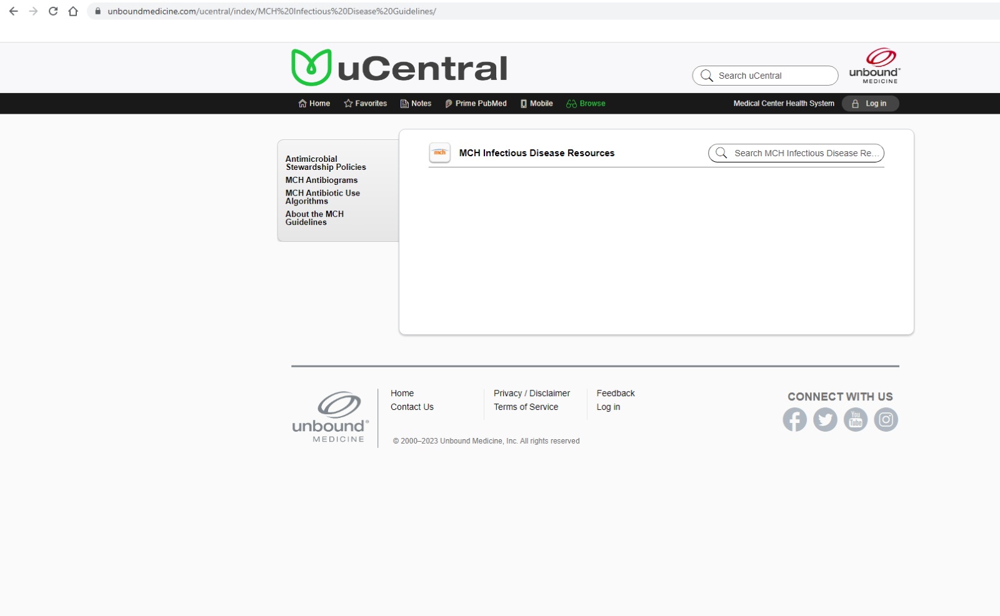 unboundmedicine.com/ucentral/index/MCH%20Infectious%20Disease%20Guidelines/
uCentral
Search uCentral
unbound®
MEDICINE
Home
Favorites
Notes
Prime PubMed
Mobile
Browse
Medical Center Health System
Log in
Antimicrobial
Stewardship Policies
MCH Antibiograms
MCH Antibiotic Use
Algorithms
About the MCH
Guidelines
mch
MCH Infectious Disease Resources
Search MCH Infectious Disease Re...
unbound®
MEDICINE
Home
Contact Us
Privacy / Disclaimer
Terms of Service
Feedback
Log in
© 2000–2023 Unbound Medicine, Inc. All rights reserved
CONNECT WITH US
You
Tube